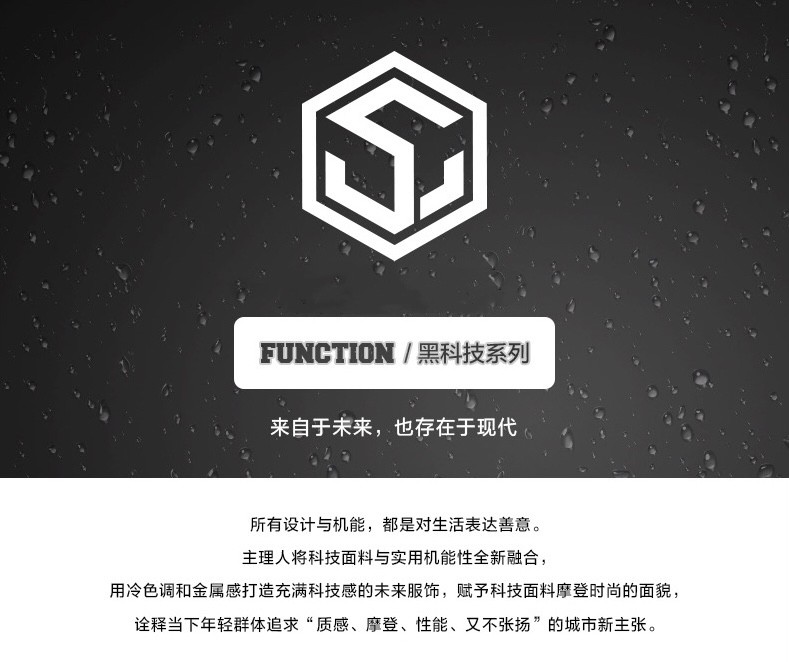 FUNCTION / 黑科技系列
来自于未来，也存在于现代
所有设计与机能，都是对生活表达善意。
主理人将科技面料与实用机能性全新融合，
用冷色调和金属感打造充满科技感的未来服饰，赋予科技面料摩登时尚的面貌，
诠释当下年轻群体追求“质感、摩登、性能、又不张扬”的城市新主张。